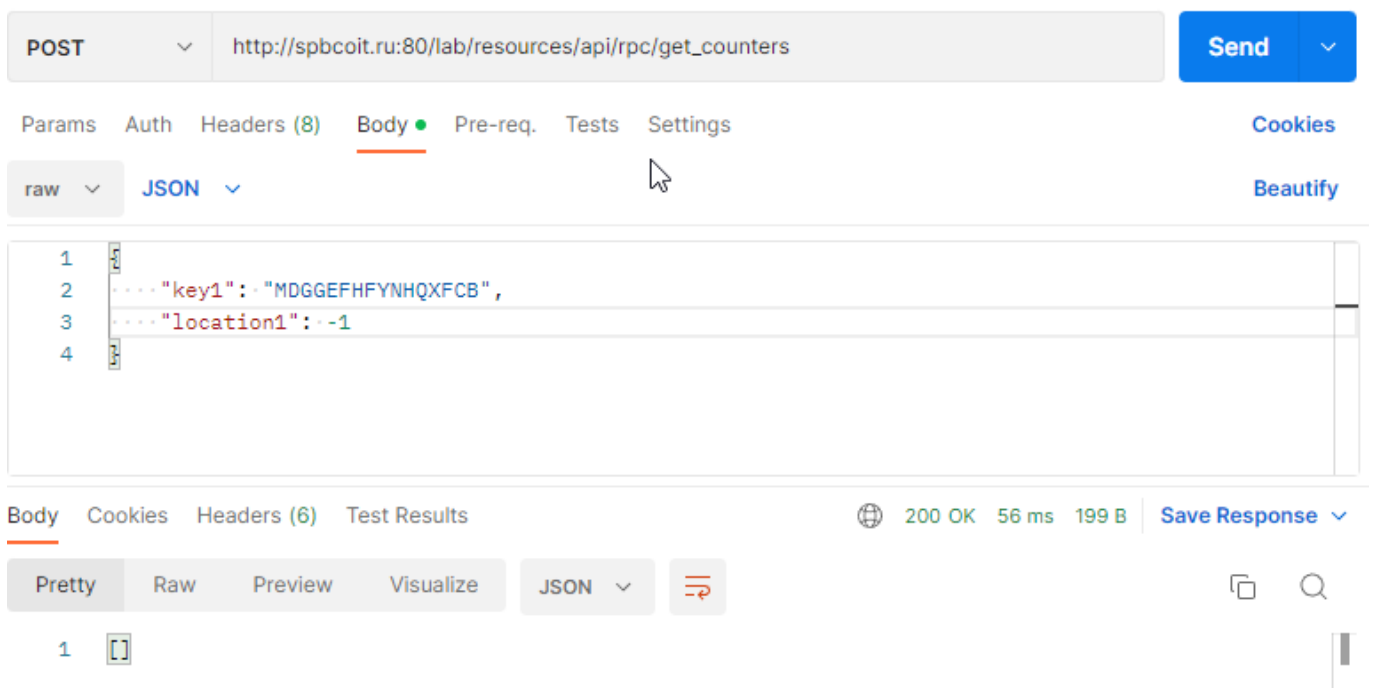 POST http://spbcoit.ru:80/lab/resources/api/rpc/get_counters Send
Params Auth Headers (8) Body Pre-req. Tests Settings Cookies
raw JSON Beautify
1 {
2 "key1": "MDGGEFHFYNHQXFCB",
3 "location1": -1
4 }
Body Cookies Headers (6) Test Results 200 OK 56 ms 199 B Save Response
Pretty Raw Preview Visualize JSON
1 []